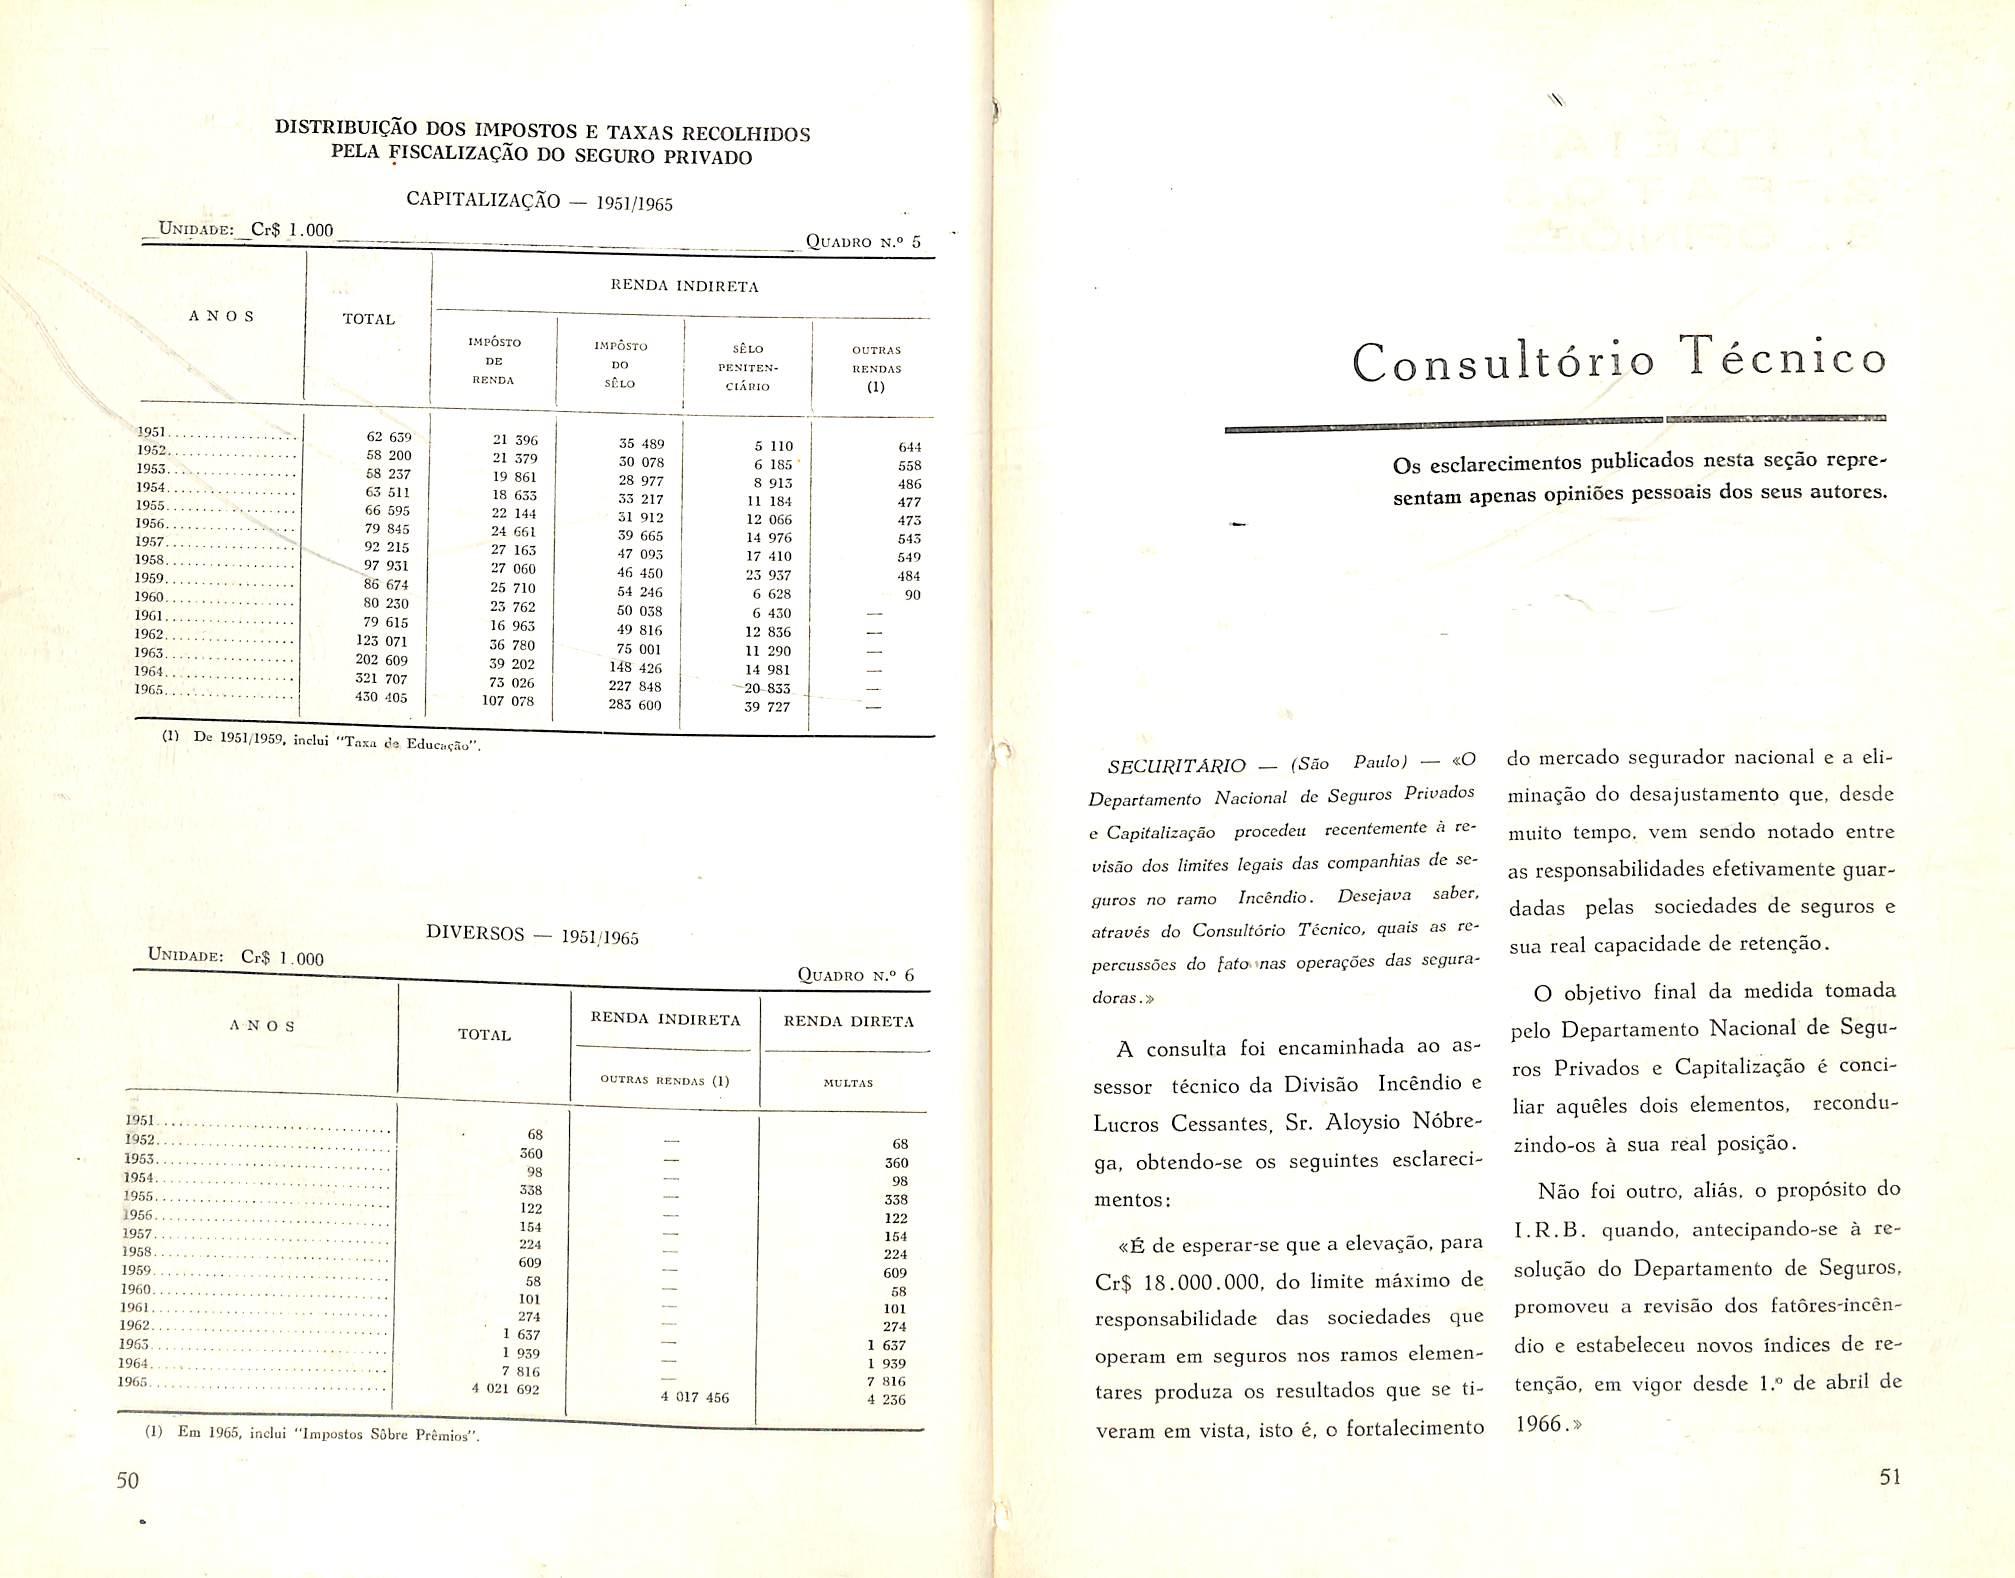 DISTRIBUIÇÃO DOS IMPOSTOS E TAXAS RECOLHIDOS
PELA FISCALIZAÇÃO DO SEGURO PRIVADO
CAPITALIZAÇÃO — 1951/1965
UNIDADE: Cr$ 1.000 QUADRO N.º 5
ANOS TOTAL RENDA INDIRETA
IMPÔSTO DE RENDA IMPÔSTO DO SÊLO SÊLO PENITEN-CIÁRIO OUTRAS RENDAS (1)
1951 62 639 21 396 35 489 5 110 644
1952 58 200 21 379 30 078 6 185 558
1953 58 237 19 861 28 977 8 913 486
1954 63 511 18 633 33 217 11 184 477
1955 66 595 22 144 31 912 12 066 473
1956 79 845 24 661 39 665 14 976 543
1957 92 215 27 163 47 093 17 410 549
1958 97 931 27 060 46 450 23 937 484
1959 86 674 25 710 54 246 6 628 90
1960 80 230 23 762 50 038 6 430 —
1961 79 615 16 963 49 816 12 836 —
1962 123 071 36 780 75 001 11 290 —
1963 202 609 39 202 148 426 14 981 —
1964 321 707 73 026 227 848 20 833 —
1965 430 405 107 078 283 600 39 727 —
(1) De 1951/1959, inclui "Taxa de Educação".
DIVERSOS — 1951/1965
UNIDADE: Cr$ 1.000 QUADRO N.º 6
ANOS TOTAL RENDA INDIRETA RENDA DIRETA
OUTRAS RENDAS (1) MULTAS
1951 68 — 68
1952 360 — 360
1953 98 — 98
1954 338 — 338
1955 122 — 122
1956 154 — 154
1957 224 — 224
1958 609 — 609
1959 58 — 58
1960 101 — 101
1961 274 — 274
1962 1 637 — 1 637
1963 1 939 — 1 939
1964 7 816 — 7 816
1965 4 021 692 4 017 456 4 236
(1) Em 1965, inclui "Impostos Sôbre Prêmios".
50
Consultório Técnico
Os esclarecimentos publicados nesta seção repre-
sentam apenas opiniões pessoais dos seus autores.
SECURITÁRIO — (São Paulo) — «O
Departamento Nacional de Seguros Privados
e Capitalização procedeu recentemente à re-
visão dos limites legais das companhias de se-
guros no ramo Incêndio. Desejava saber,
através do Consultório Técnico, quais as re-
percussões do fato nas operações das segura-
doras.»
A consulta foi encaminhada ao as-
sessor técnico da Divisão Incêndio e
Lucros Cessantes, Sr. Aloysio Nóbre-
ga, obtendo-se os seguintes esclareci-
mentos:
«É de esperar-se que a elevação, para
Cr$ 18.000.000, do limite máximo de
responsabilidade das sociedades que
operam em seguros nos ramos elemen-
tares produza os resultados que se ti-
veram em vista, isto é, o fortalecimento
do mercado segurador nacional e a eli-
minação do desajustamento que, desde
muito tempo, vem sendo notado entre
as responsabilidades efetivamente guar-
dadas pelas sociedades de seguros e
sua real capacidade de retenção.
O objetivo final da medida tomada
pelo Departamento Nacional de Segu-
ros Privados e Capitalização é conci-
liar aquêles dois elementos, recondu-
zindo-os à sua real posição.
Não foi outro, aliás, o propósito do
I.R.B. quando, antecipando-se à re-
solução do Departamento de Seguros,
promoveu a revisão dos fatôres-incên-
dio e estabeleceu novos índices de re-
tenção, em vigor desde 1.º de abril de
1966.»
51